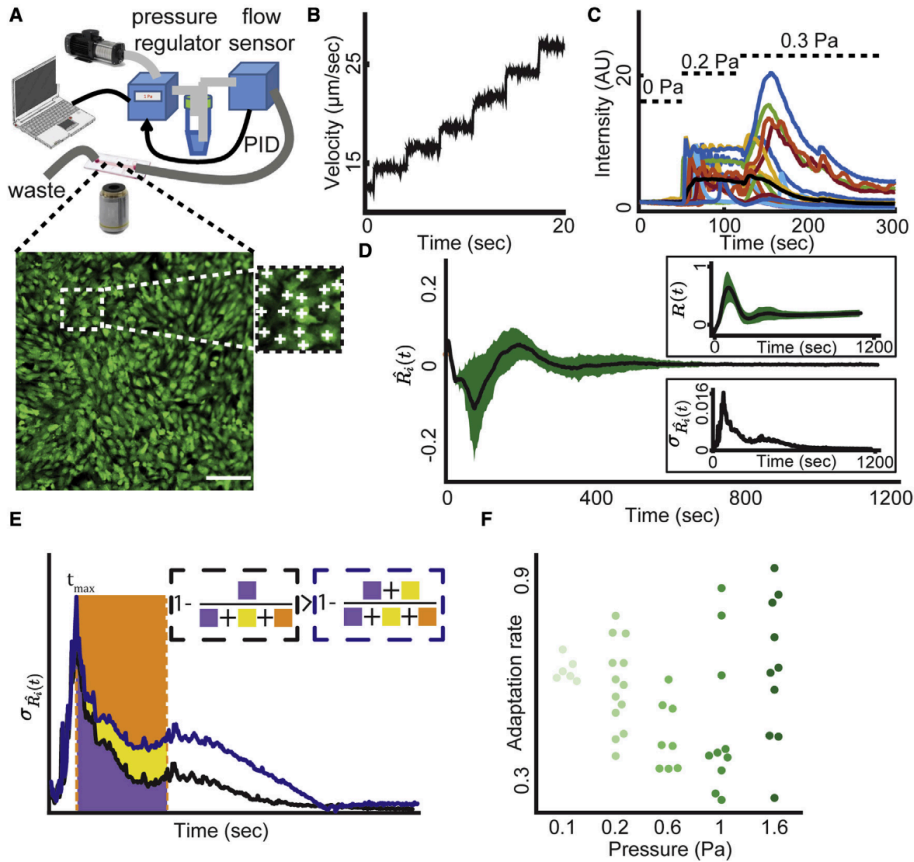 A
pressure
regulator
flow
sensor
1 Pa
PID
waste
B
Velocity (μm/sec)
25
15
0
20
Time (sec)
C
Internsity (AU)
20
0
0 Pa
0.2 Pa
0.3 Pa
0
100
200
300
Time (sec)
D
R̂ᵢ(t)
0.2
0
-0.2
0
400
800
1200
Time (sec)
R(t)
1
0
0
1200
Time (sec)
σ R̂ᵢ(t)
0.016
0
0
1200
Time (sec)
E
tmax
σ R̂ᵢ(t)
1-
+ +
>
1-
+
+ +
Time (sec)
F
Adaptation rate
0.9
0.3
0.1 0.2 0.6 1 1.6
Pressure (Pa)